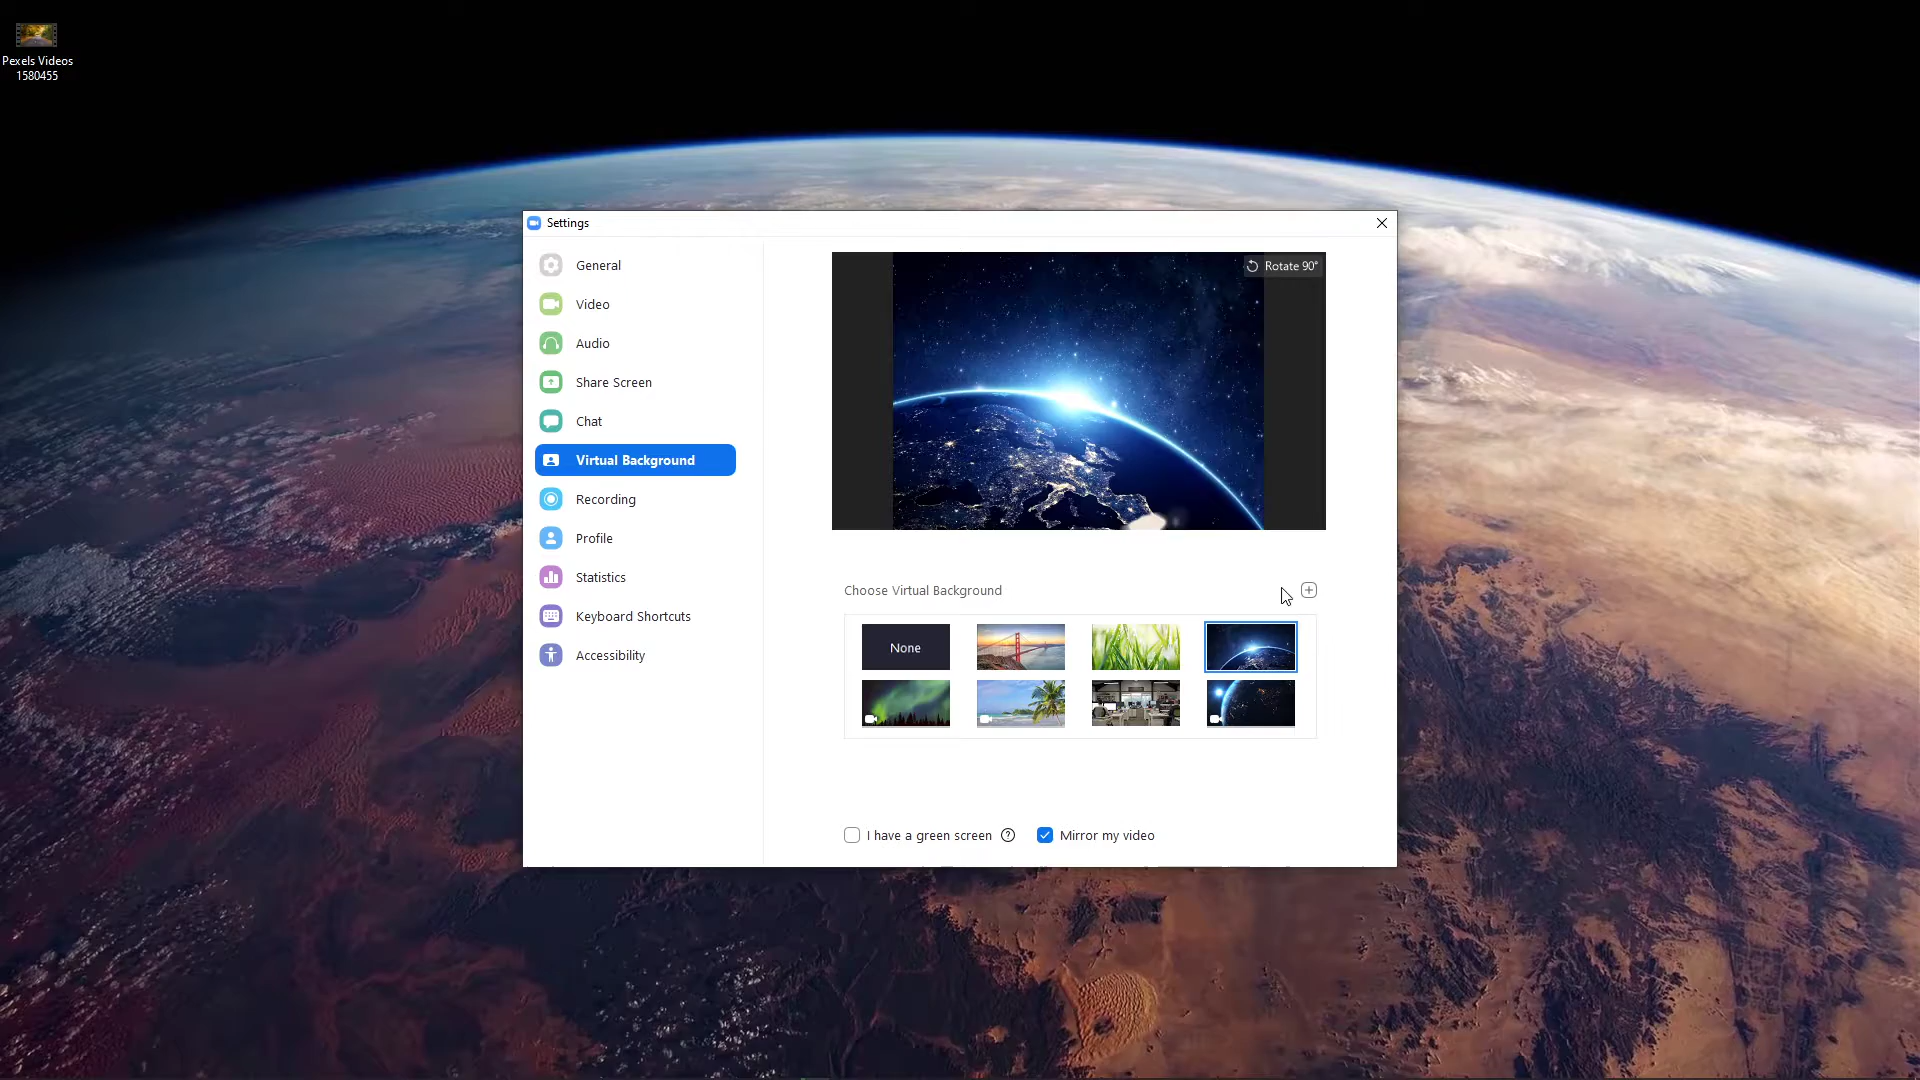 Pexels Videos
1580455
Settings
General
Video
Audio
Share Screen
Chat
Virtual Background
Recording
Profile
Statistics
Keyboard Shortcuts
Accessibility
Rotate 90°
Choose Virtual Background
None
I have a green screen
Mirror my video